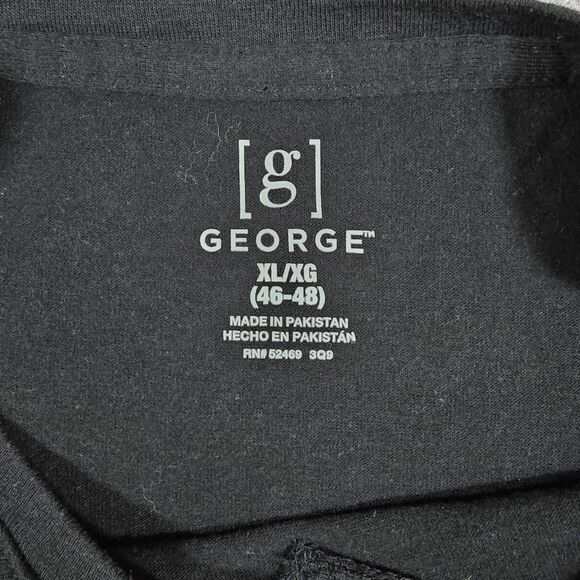 [g]
GEORGE™
XL/XG
(46-48)
MADE IN PAKISTAN
HECHO EN PAKISTÁN
RN# 52469 3Q9